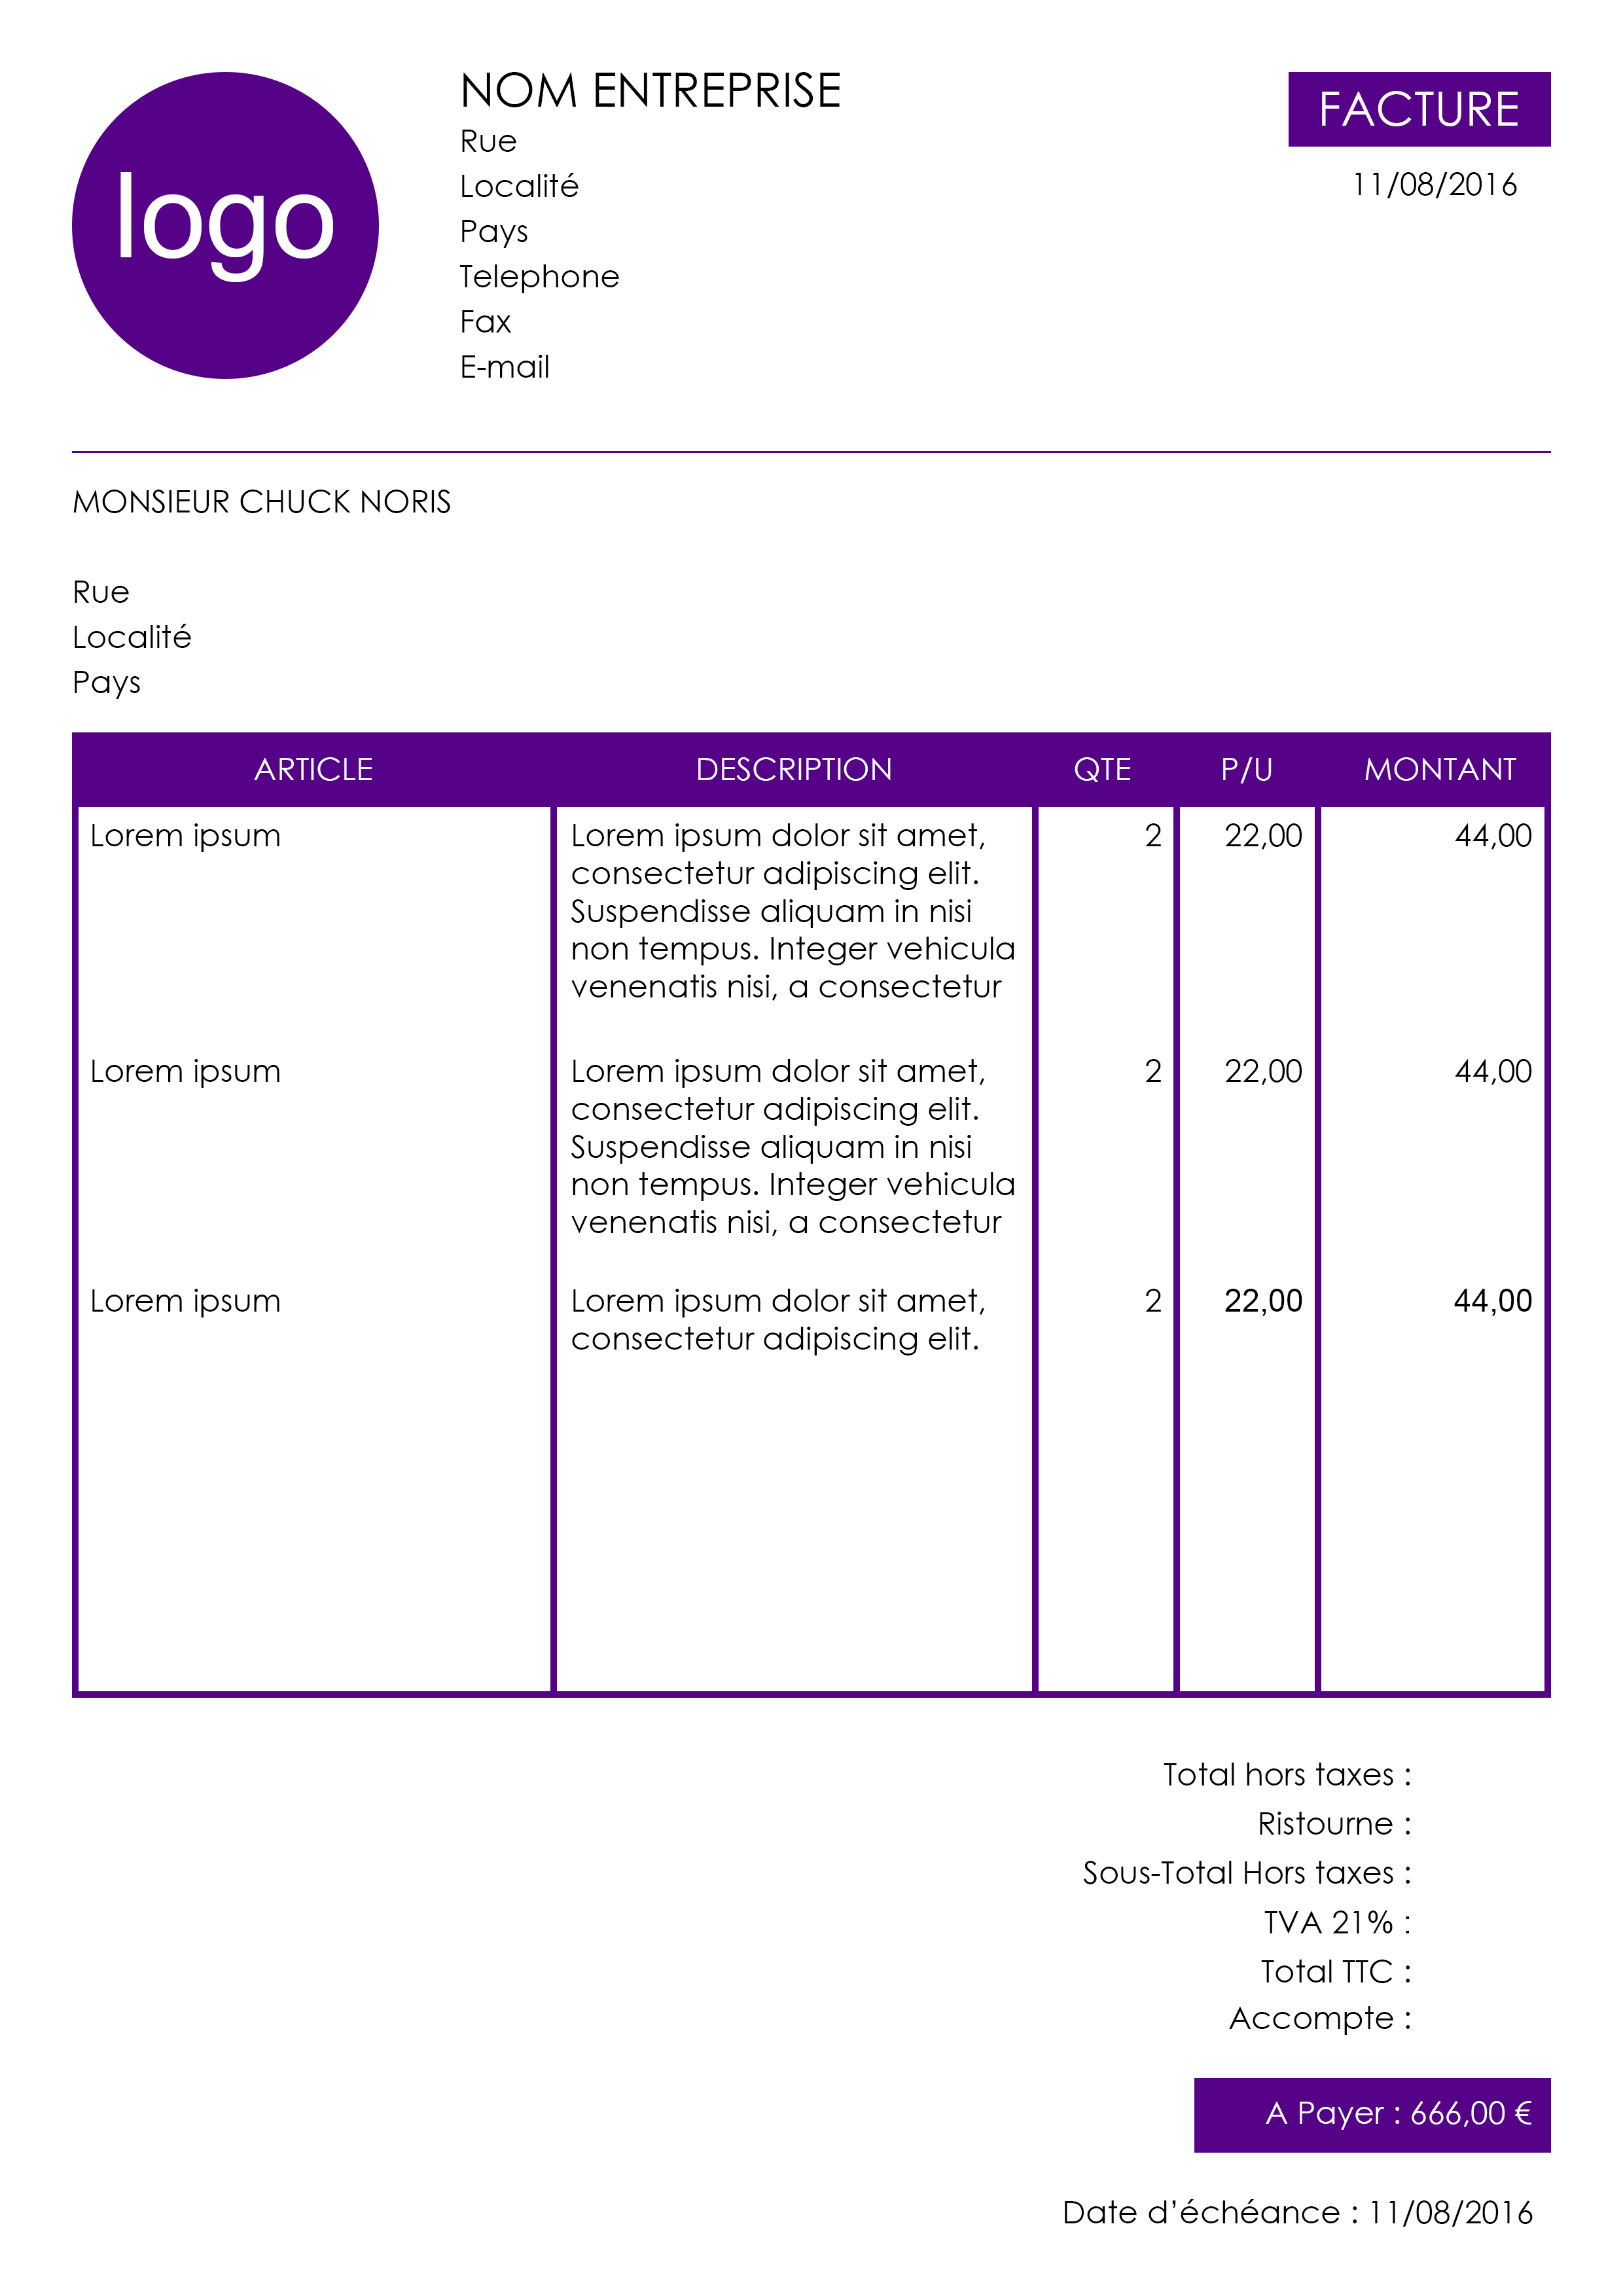 logo
NOM ENTREPRISE
Rue
Localité
Pays
Telephone
Fax
E-mail
FACTURE
11/08/2016
MONSIEUR CHUCK NORIS
Rue
Localité
Pays
ARTICLE DESCRIPTION QTE P/U MONTANT
Lorem ipsum Lorem ipsum dolor sit amet, 2 22,00 44,00
consectetur adipiscing elit.
Suspendisse aliquam in nisi
non tempus. Integer vehicula
venenatis nisi, a consectetur
Lorem ipsum Lorem ipsum dolor sit amet, 2 22,00 44,00
consectetur adipiscing elit.
Suspendisse aliquam in nisi
non tempus. Integer vehicula
venenatis nisi, a consectetur
Lorem ipsum Lorem ipsum dolor sit amet, 2 22,00 44,00
consectetur adipiscing elit.
Total hors taxes :
Ristourne :
Sous-Total Hors taxes :
TVA 21% :
Total TTC :
Accompte :
A Payer : 666,00 €
Date d’échéance : 11/08/2016